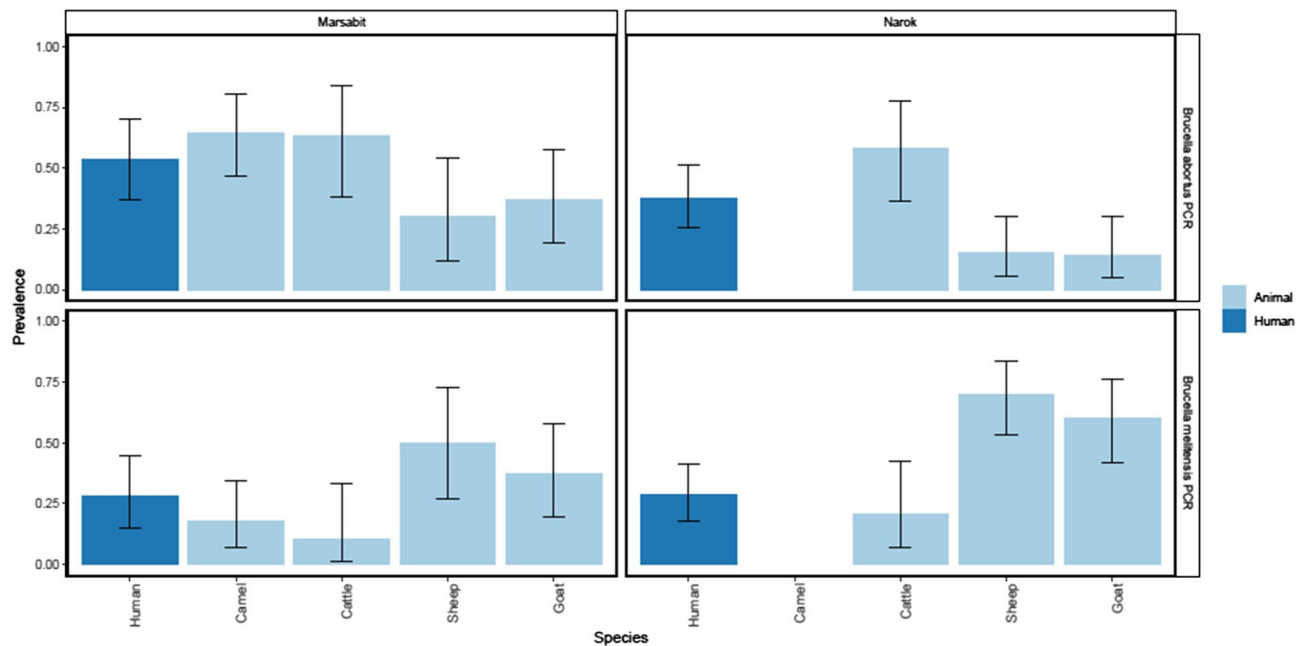 Marsabit
Narok
1.00
0.75
0.50
0.25
0.00
Brucella abortus PCR
1.00
0.75
0.50
0.25
0.00
Brucella melitensis PCR
Prevalence
Human
Camel
Cattle
Sheep
Goat
Human
Camel
Cattle
Sheep
Goat
Species
Animal
Human